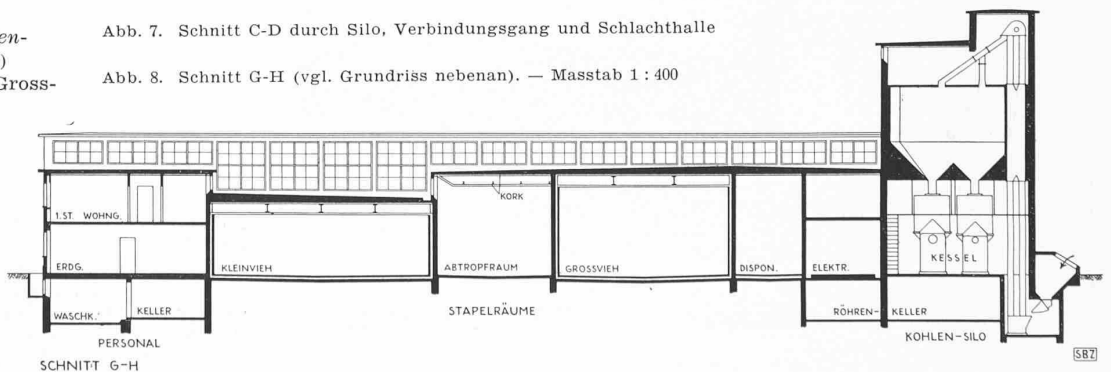 en-
)
Gross-
Abb. 7. Schnitt C-D durch Silo, Verbindungsgang und Schlachthalle
Abb. 8. Schnitt G-H (vgl. Grundriss nebenan). — Masstab 1 : 400
KORK
1. ST. WOHNG.
ERDG.
KLEINVIEH
ABTROPFRAUM
GROSSVIEH
DISPON.
ELEKTR.
KESSEL
WASCHK.
KELLER
STAPELRÄUME
RÖHREN-KELLER
PERSONAL
KOHLEN-SILO
SCHNITT G-H
SBZ